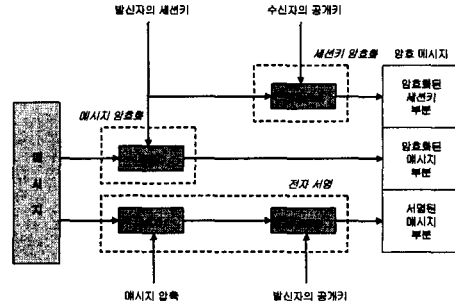 발신자의 세션키
수신자의 공개키
세션키 암호화
암호 메시지
암호화된
세션키
부분
메시지 암호화
메
시
지
암호화된
메시지
부분
전자 서명
서명된
메시지
부분
메시지 압축
발신자의 공개키